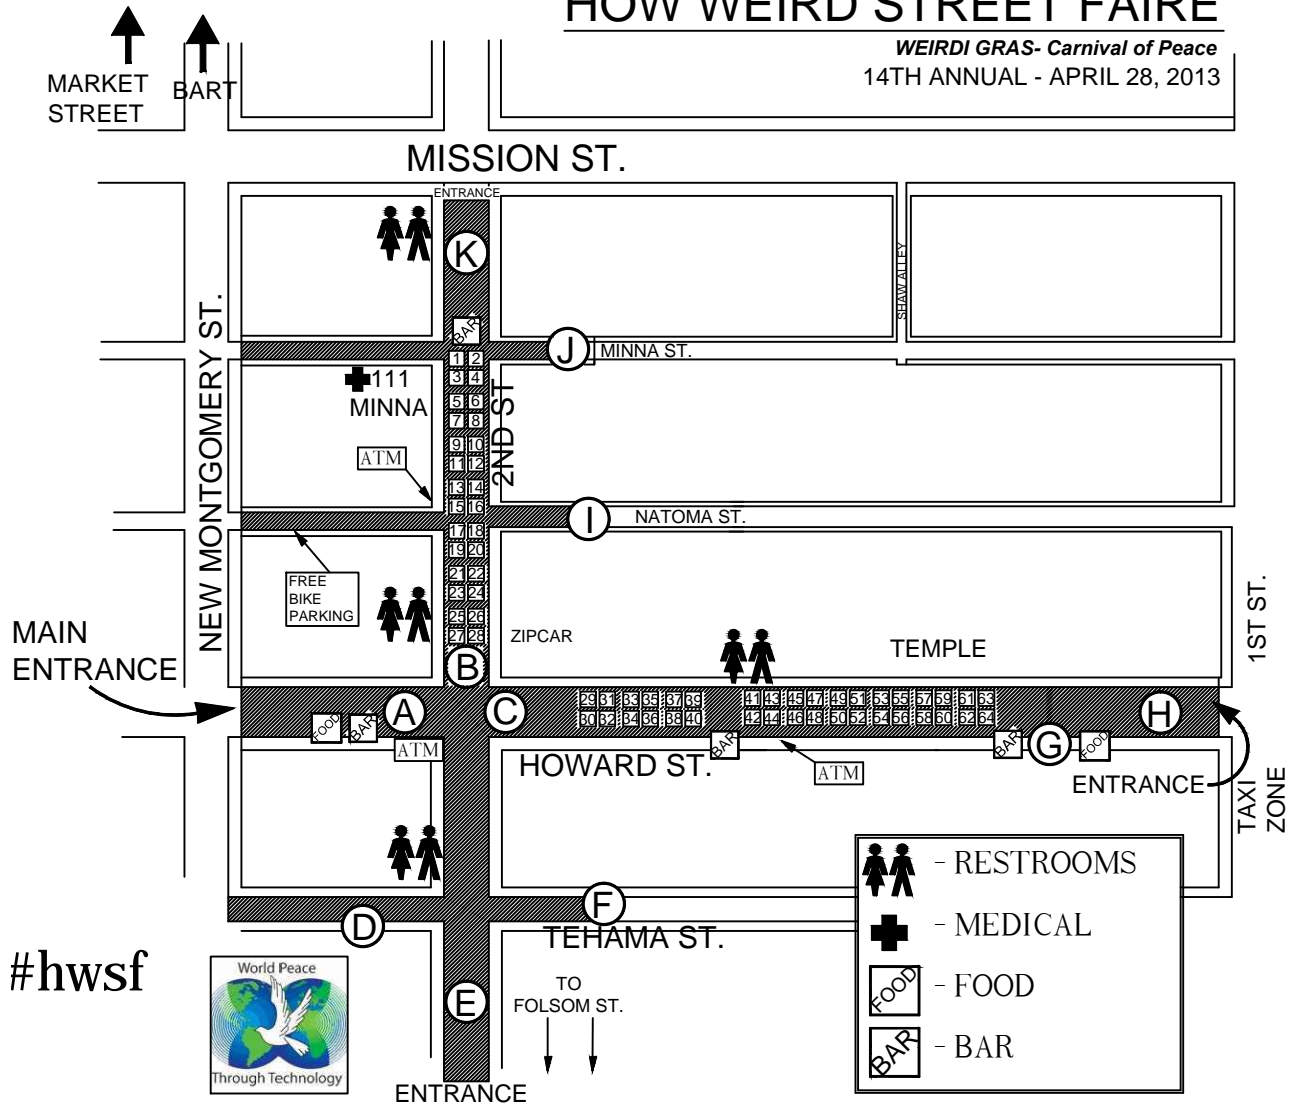 HOW WEIRD STREET FAIRE
WEIRDI GRAS- Carnival of Peace
14TH ANNUAL - APRIL 28, 2013
MARKET
STREET
BART
MISSION ST.
ENTRANCE
K
SHAW ALLEY
NEW MONTGOMERY ST.
BAR
J
MINNA ST.
1 2
3 4
111
MINNA
2ND ST
5 6
7 8
9 10
11 12
ATM
13 14
15 16
I
NATOMA ST.
17 18
19 20
21 22
23 24
FREE
BIKE
PARKING
25 26
27 28
ZIPCAR
TEMPLE
1ST ST.
MAIN
ENTRANCE
B
A
C
29 31 33 35 37 39 41 43 45 47 49 51 53 55 57 59 61 63
30 32 34 36 38 40 42 44 46 48 50 52 54 56 58 60 62 64
H
FOOD
BAR
ATM
HOWARD ST.
BAR
ATM
BAR
G
FOOD
ENTRANCE
TAXI
ZONE
D
F
TEHAMA ST.
E
TO
FOLSOM ST.
ENTRANCE
#hwsf
World Peace
Through Technology
- RESTROOMS
- MEDICAL
FOOD - FOOD
BAR - BAR